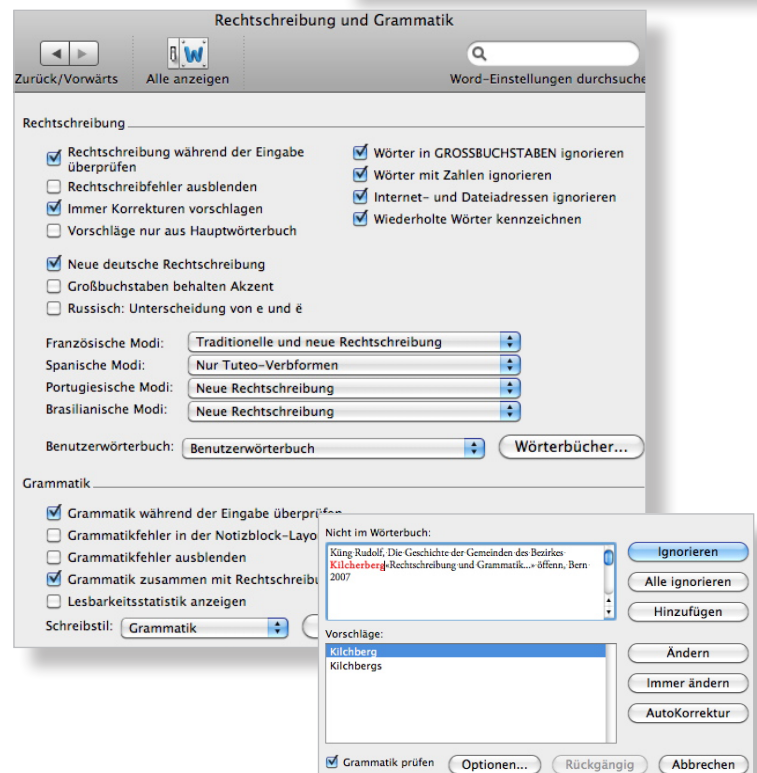 Rechtschreibung und Grammatik
Zurück/Vorwärts Alle anzeigen Word-Einstellungen durchsuche
Rechtschreibung
Rechtschreibung während der Eingabe
überprüfen
Rechtschreibfehler ausblenden
Immer Korrekturen vorschlagen
Vorschläge nur aus Hauptwörterbuch
Wörter in GROSSBUCHSTABEN ignorieren
Wörter mit Zahlen ignorieren
Internet- und Dateiadressen ignorieren
Wiederholte Wörter kennzeichnen
Neue deutsche Rechtschreibung
Großbuchstaben behalten Akzent
Russisch: Unterscheidung von e und ë
Französische Modi: Traditionelle und neue Rechtschreibung
Spanische Modi: Nur Tuteo-Verbformen
Portugiesische Modi: Neue Rechtschreibung
Brasilianische Modi: Neue Rechtschreibung
Benutzerwörterbuch: Benutzerwörterbuch Wörterbücher...
Grammatik
Grammatik während der Eingabe überprüfen
Grammatikfehler in der Notizblock-Layo
Grammatikfehler ausblenden
Grammatik zusammen mit Rechtschreibu
Lesbarkeitsstatistik anzeigen
Schreibstil: Grammatik
Nicht im Wörterbuch:
Küng Rudolf, Die Geschichte der Gemeinden des Bezirkes
Kilcherberg«Rechtschreibung und Grammatik...» öffenn, Bern
2007
Ignorieren
Alle ignorieren
Hinzufügen
Vorschläge:
Kilchberg
Kilchbergs
Ändern
Immer ändern
AutoKorrektur
Grammatik prüfen Optionen... Rückgängig Abbrechen